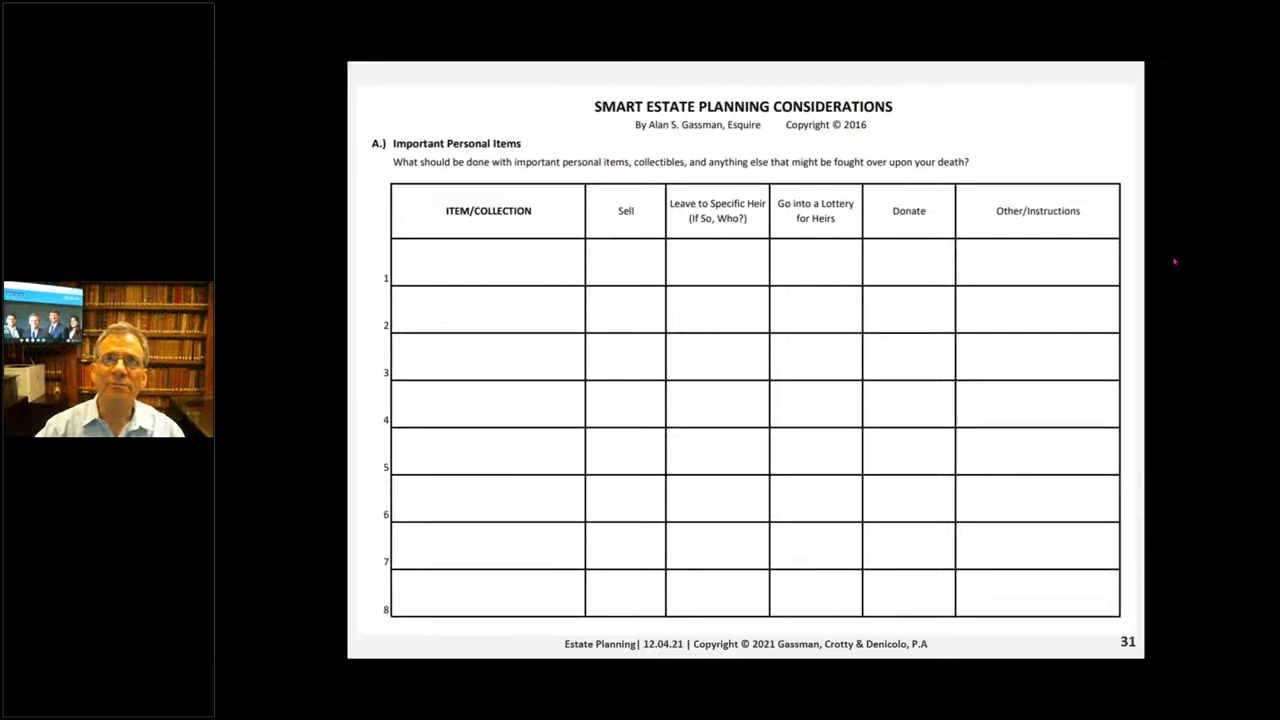 SMART ESTATE PLANNING CONSIDERATIONS
By Alan S. Gassman, Esquire Copyright © 2016
A.) Important Personal Items
What should be done with important personal items, collectibles, and anything else that might be fought over upon your death?
ITEM/COLLECTION
Sell
Leave to Specific Heir
(If So, Who?)
Go into a Lottery
for Heirs
Donate
Other/Instructions
1
2
3
4
5
6
7
8
Estate Planning| 12.04.21 | Copyright © 2021 Gassman, Crotty & Denicolo, P.A
31